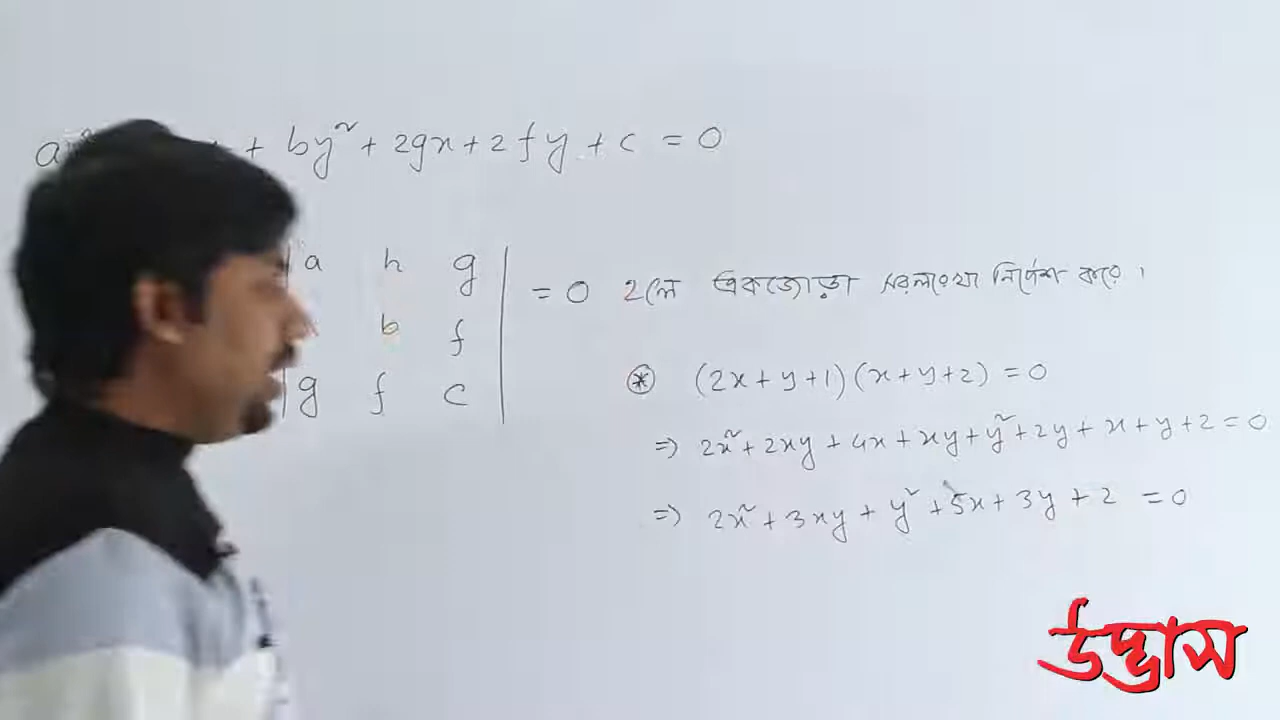 a + by² + 2gx + 2fy + c = 0
a h g
b f
g f c
= 0 হলে একজোড়া সরলরেখা নির্দেশ করে।
⊛ (2x+y+1)(x+y+2) = 0
⇒ 2x² + 2xy + 4x + xy + y² + 2y + x + y + 2 = 0
⇒ 2x² + 3xy + y² + 5x + 3y + 2 = 0
উদ্ভাস